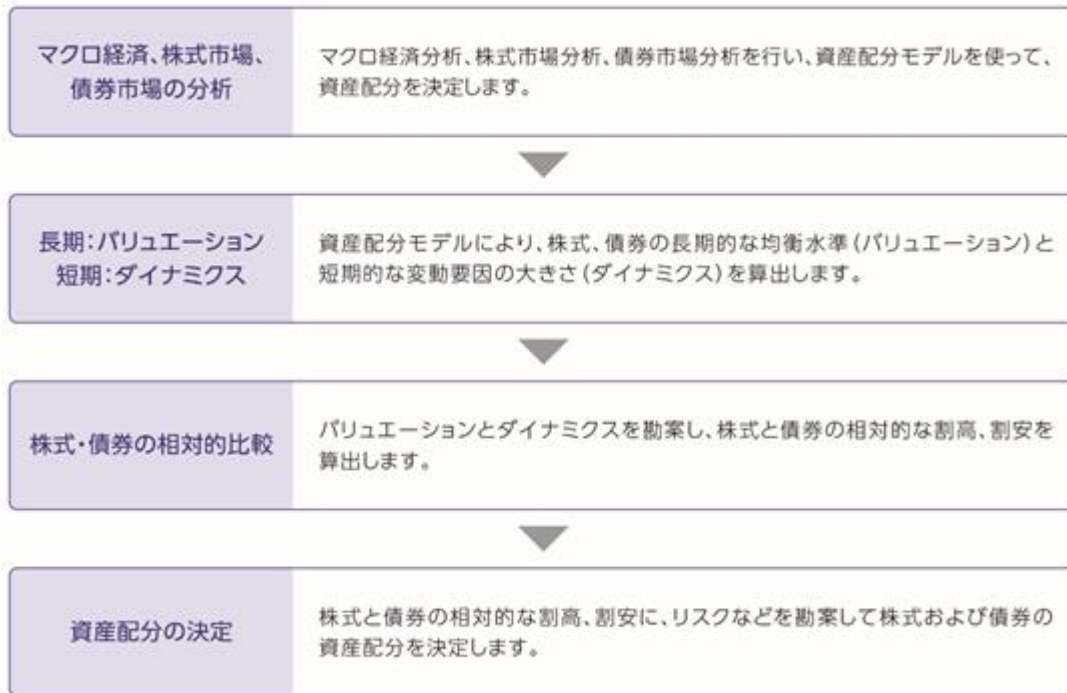 マクロ経済、株式市場、
債券市場の分析
マクロ経済分析、株式市場分析、債券市場分析を行い、資産配分モデルを使って、
資産配分を決定します。
長期:バリュエーション
短期:ダイナミクス
資産配分モデルにより、株式、債券の長期的な均衡水準(バリュエーション)と
短期的な変動要因の大きさ(ダイナミクス)を算出します。
株式・債券の相対的比較
バリュエーションとダイナミクスを勘案し、株式と債券の相対的な割高、割安を
算出します。
資産配分の決定
株式と債券の相対的な割高、割安に、リスクなどを勘案して株式および債券の
資産配分を決定します。